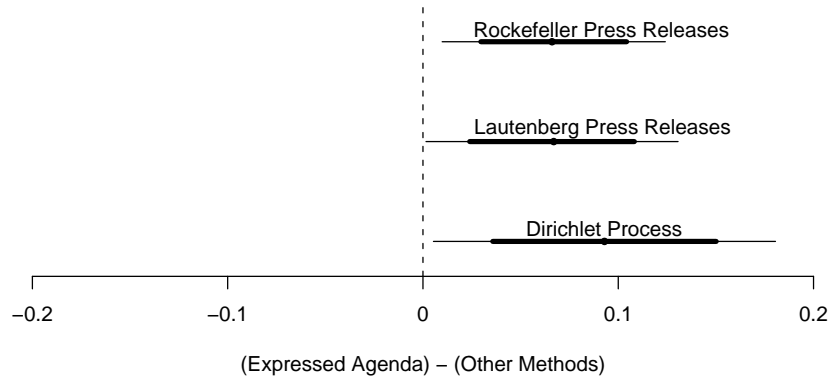 Rockefeller Press Releases
Lautenberg Press Releases
Dirichlet Process
−0.2 −0.1 0 0.1 0.2
(Expressed Agenda) − (Other Methods)